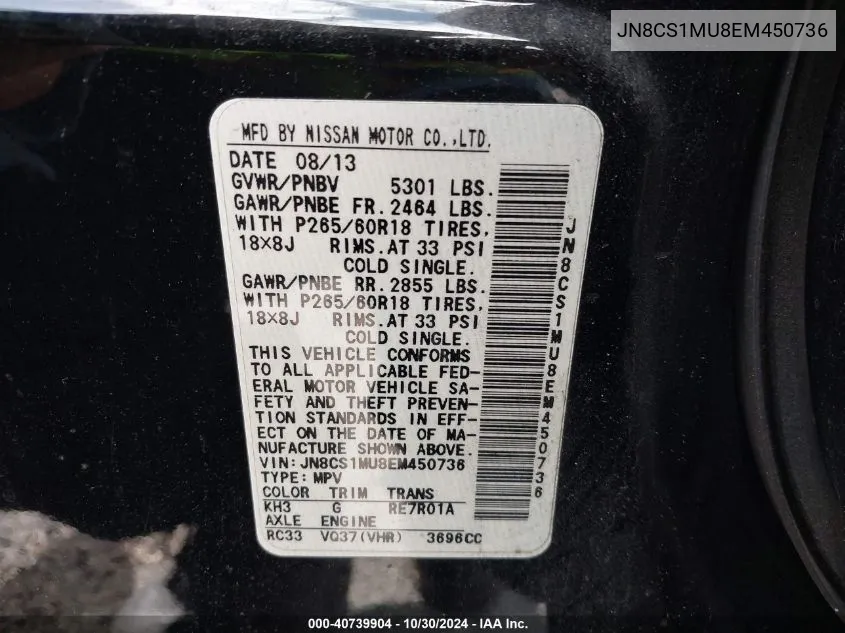 JN8CS1MU8EM450736
MFD BY NISSAN MOTOR CO.,LTD.
DATE 08/13
GVWR/PNBV 5301 LBS.
GAWR/PNBE FR. 2464 LBS.
WITH P265/60R18 TIRES,
18X8J RIMS.AT 33 PSI
COLD SINGLE.
GAWR/PNBE RR. 2855 LBS.
WITH P265/60R18 TIRES,
18X8J RIMS.AT 33 PSI
COLD SINGLE.
THIS VEHICLE CONFORMS
TO ALL APPLICABLE FED-
ERAL MOTOR VEHICLE SA-
FETY AND THEFT PREVEN-
TION STANDARDS IN EFF-
ECT ON THE DATE OF MA-
NUFACTURE SHOWN ABOVE.
VIN: JN8CS1MU8EM450736
TYPE: MPV
COLOR TRIM TRANS
KH3 G RE7R01A
AXLE ENGINE
RC33 VQ37(VHR) 3696CC
JN8CS1MU8EM450736
000-40739904 - 10/30/2024 - IAA Inc.